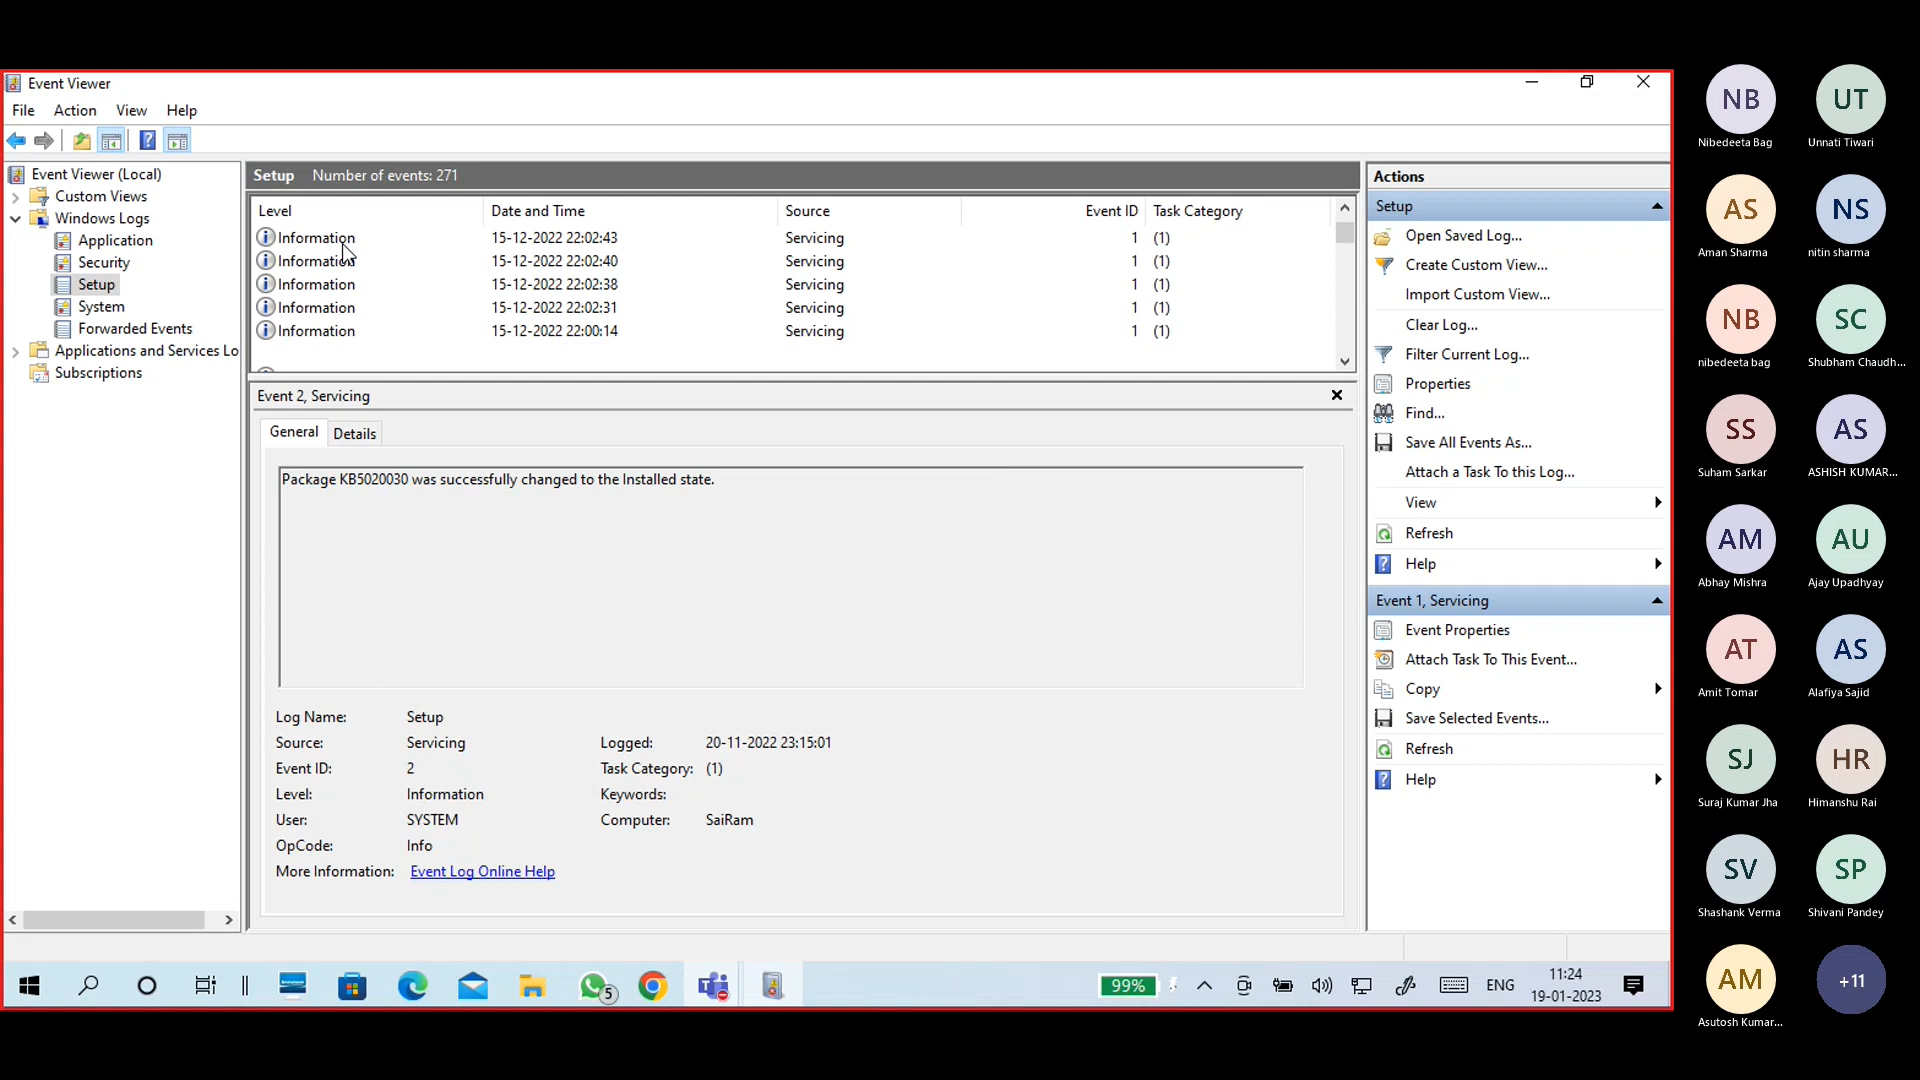 Event Viewer
File Action View Help
Event Viewer (Local)
Custom Views
Windows Logs
Application
Security
Setup
System
Forwarded Events
Applications and Services Lo
Subscriptions
Setup Number of events: 271
Level Date and Time Source Event ID Task Category
Information 15-12-2022 22:02:43 Servicing 1 (1)
Information 15-12-2022 22:02:40 Servicing 1 (1)
Information 15-12-2022 22:02:38 Servicing 1 (1)
Information 15-12-2022 22:02:31 Servicing 1 (1)
Information 15-12-2022 22:00:14 Servicing 1 (1)
Event 2, Servicing
General Details
Package KB5020030 was successfully changed to the Installed state.
Log Name: Setup
Source: Servicing Logged: 20-11-2022 23:15:01
Event ID: 2 Task Category: (1)
Level: Information Keywords:
User: SYSTEM Computer: SaiRam
OpCode: Info
More Information: Event Log Online Help
Actions
Setup
Open Saved Log...
Create Custom View...
Import Custom View...
Clear Log...
Filter Current Log...
Properties
Find...
Save All Events As...
Attach a Task To this Log...
View
Refresh
Help
Event 1, Servicing
Event Properties
Attach Task To This Event...
Copy
Save Selected Events...
Refresh
Help
5
99%
ENG
11:24
19-01-2023
NB UT
Nibedeeta Bag Unnati Tiwari
AS NS
Aman Sharma nitin sharma
NB SC
nibedeeta bag Shubham Chaudh...
SS AS
Suham Sarkar ASHISH KUMAR...
AM AU
Abhay Mishra Ajay Upadhyay
AT AS
Amit Tomar Alafiya Sajid
SJ HR
Suraj Kumar Jha Himanshu Rai
SV SP
Shashank Verma Shivani Pandey
AM +11
Asutosh Kumar...